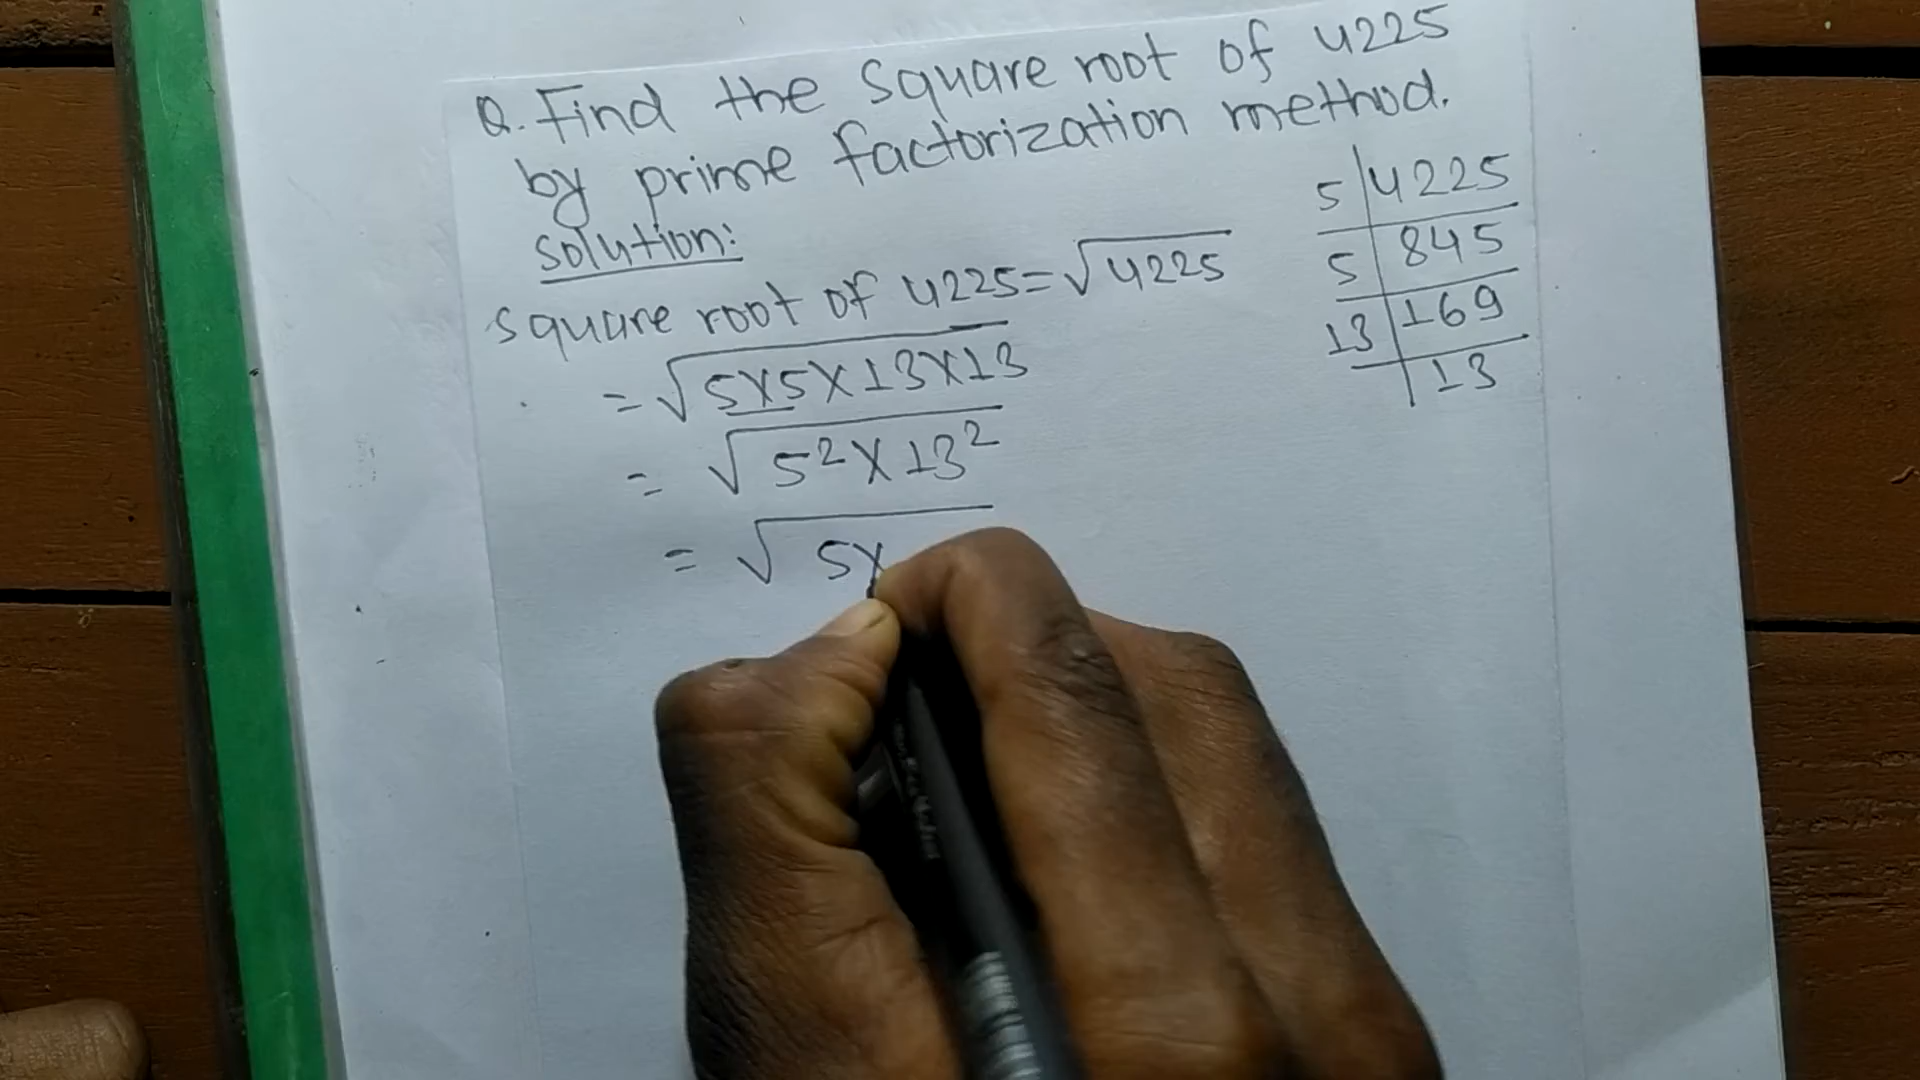 Q. Find the square root of 4225
by prime factorization method.
solution:
square root of 4225=√4225
= √5×5×13×13
= √5²×13²
= √5×
5 4225
5 845
13 169
13